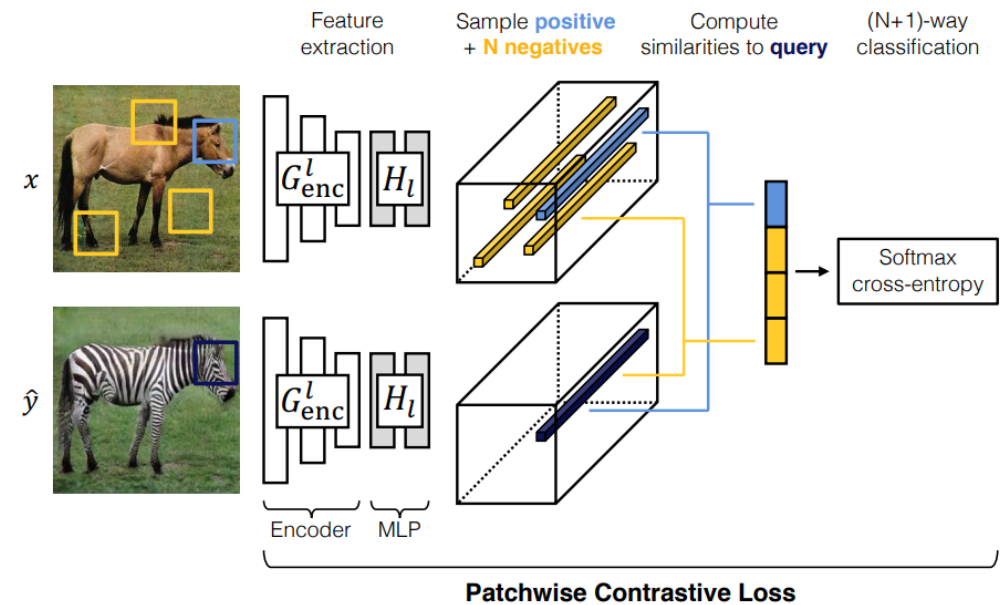 Feature
extraction
Sample positive
+ N negatives
Compute
similarities to query
(N+1)-way
classification
x
G^l_enc
H_l
Softmax
cross-entropy
ŷ
G^l_enc
H_l
Encoder
MLP
Patchwise Contrastive Loss